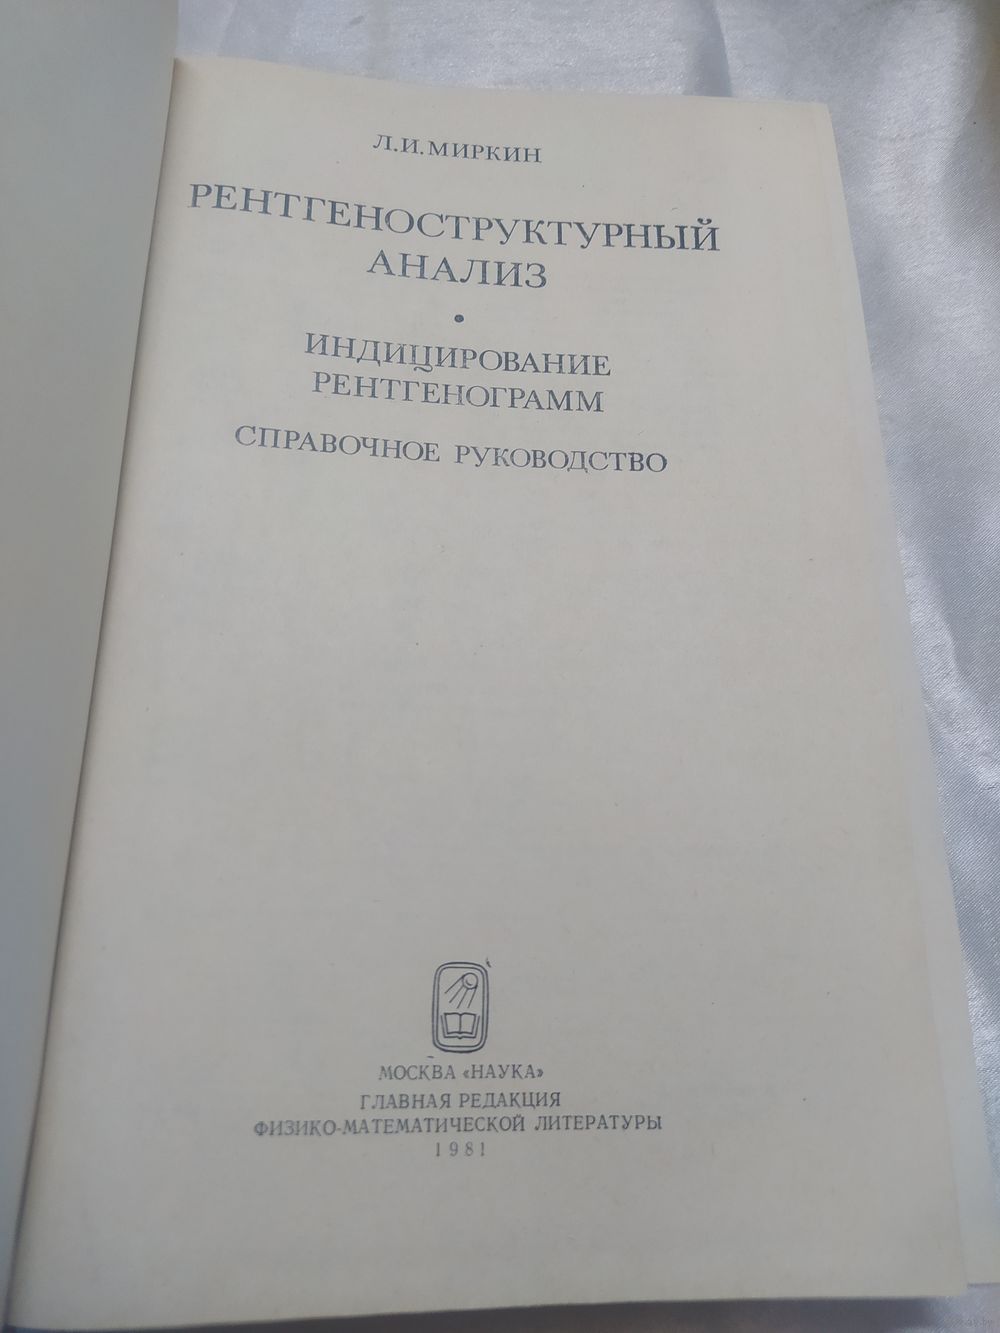 Л.И.МИРКИН
РЕНТГЕНОСТРУКТУРНЫЙ
АНАЛИЗ
•
ИНДИЦИРОВАНИЕ
РЕНТГЕНОГРАММ
СПРАВОЧНОЕ РУКОВОДСТВО
МОСКВА «НАУКА»
ГЛАВНАЯ РЕДАКЦИЯ
ФИЗИКО-МАТЕМАТИЧЕСКОЙ ЛИТЕРАТУРЫ
1981